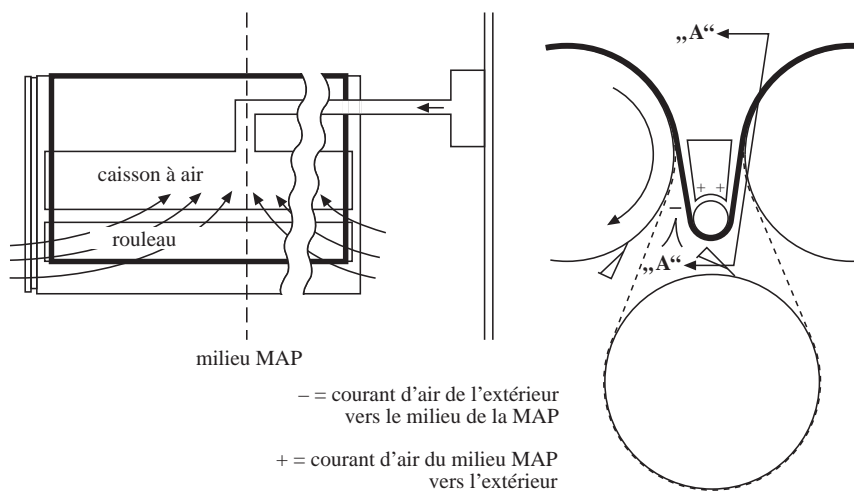 caisson à air
rouleau
milieu MAP
„A“
+ +
–
„A“
– = courant d'air de l'extérieur
vers le milieu de la MAP
+ = courant d'air du milieu MAP
vers l'extérieur